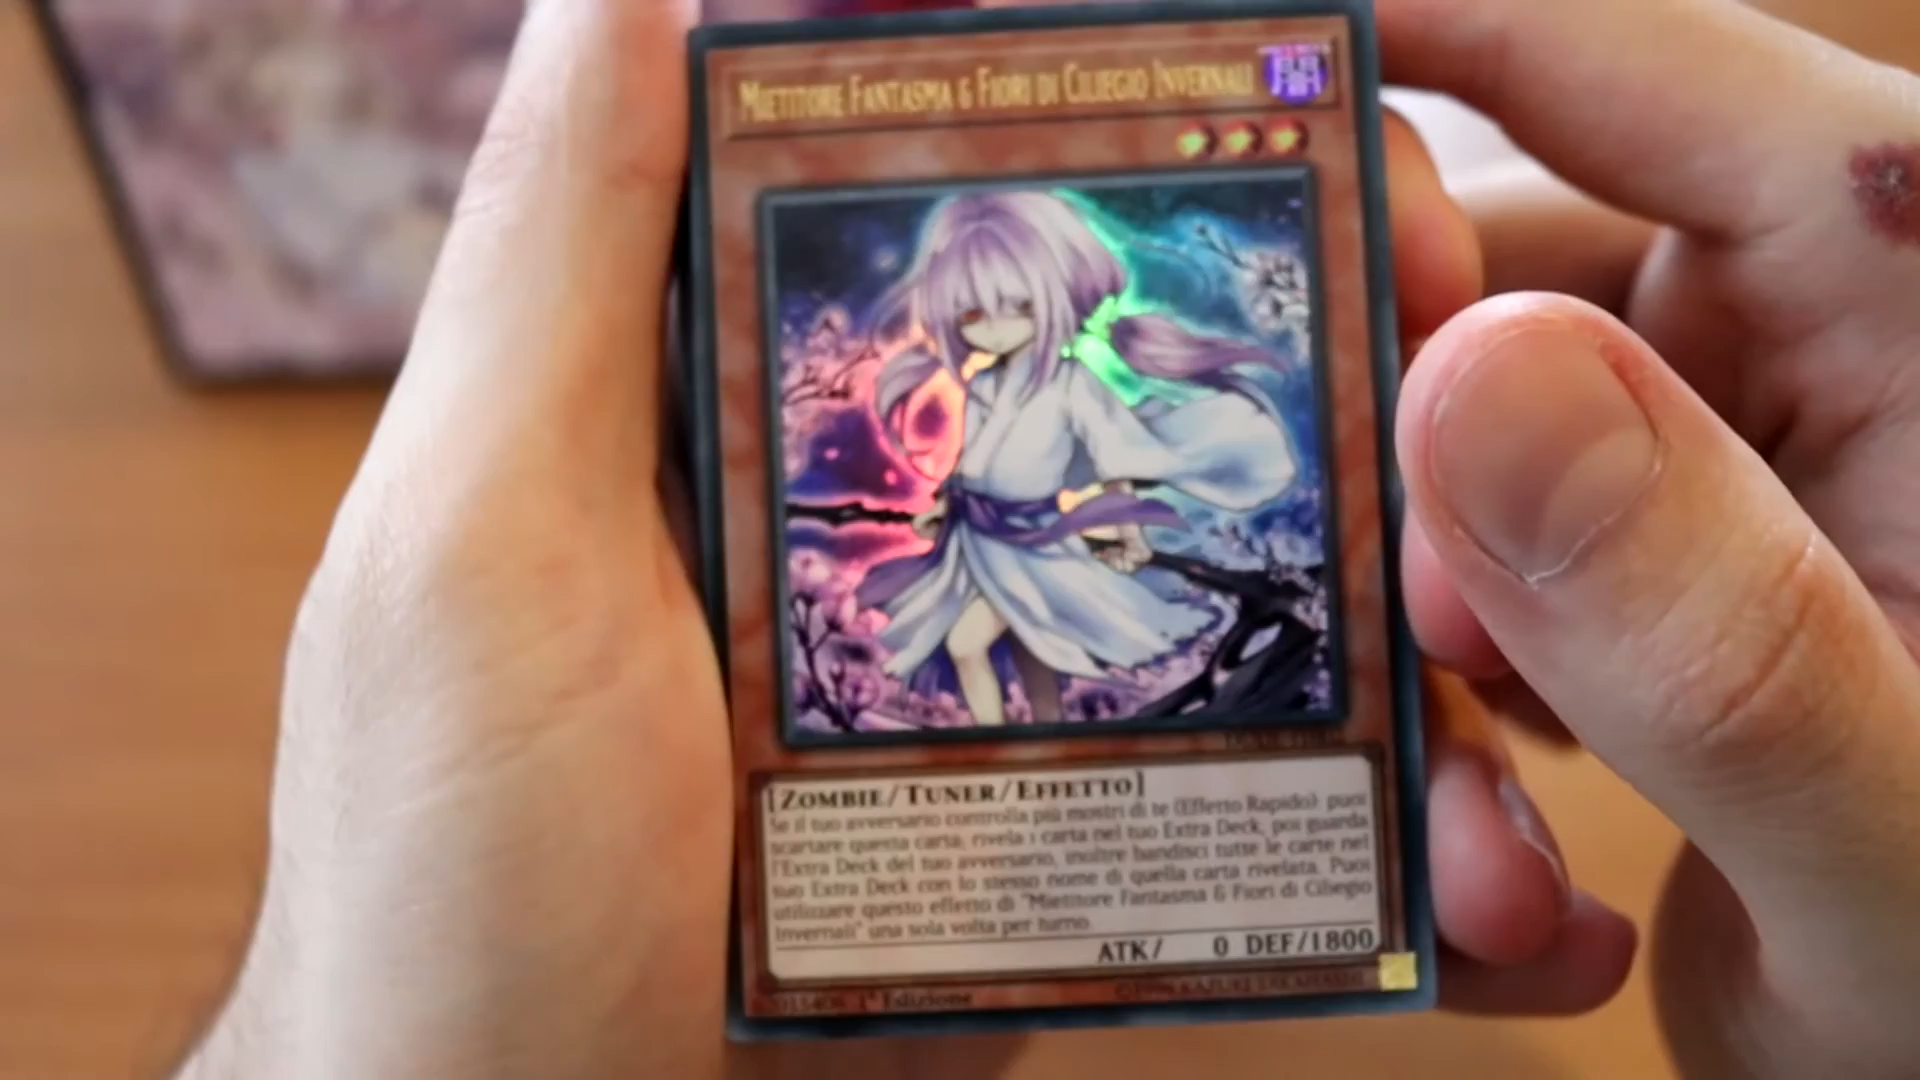 Mietitore Fantasma & Fiori di Ciliegio Invernali
[Zombie/Tuner/Effetto]
Se il tuo avversario controlla più mostri di te (Effetto Rapido): puoi
scartare questa carta; rivela 1 carta nel tuo Extra Deck, poi guarda
l'Extra Deck del tuo avversario, inoltre bandisci tutte le carte nel
suo Extra Deck con lo stesso nome di quella carta rivelata. Puoi
utilizzare questo effetto di "Mietitore Fantasma & Fiori di Ciliegio
Invernali" una sola volta per turno.
ATK/ 0 DEF/1800
1ª Edizione
©1996 KAZUKI TAKAHASHI